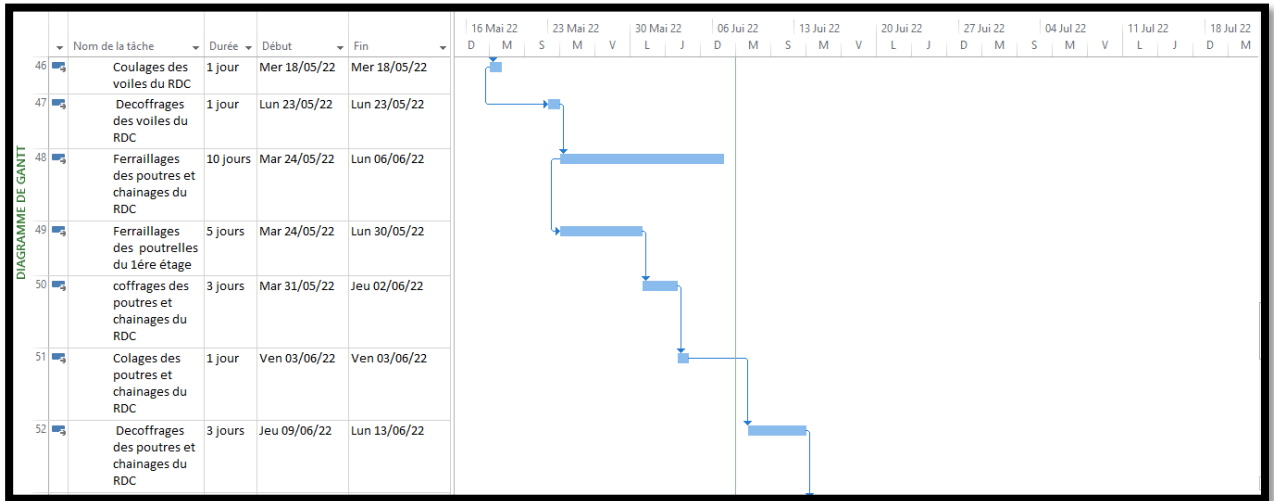 16 Mai 22 23 Mai 22 30 Mai 22 06 Jui 22 13 Jui 22 20 Jui 22 27 Jui 22 04 Jul 22 11 Jul 22 18 Jul 22
Nom de la tâche Durée Début Fin D M S M V L J D M S M V L J D M S M V L J D M
46 Coulages des 1 jour Mer 18/05/22 Mer 18/05/22
voiles du RDC
47 Decoffrages 1 jour Lun 23/05/22 Lun 23/05/22
des voiles du
RDC
48 Ferraillages 10 jours Mar 24/05/22 Lun 06/06/22
des poutres et
chainages du
RDC
49 Ferraillages 5 jours Mar 24/05/22 Lun 30/05/22
des poutrelles
du 1ére étage
50 coffrages des 3 jours Mar 31/05/22 Jeu 02/06/22
poutres et
chainages du
RDC
51 Colages des 1 jour Ven 03/06/22 Ven 03/06/22
poutres et
chainages du
RDC
52 Decoffrages 3 jours Jeu 09/06/22 Lun 13/06/22
des poutres et
chainages du
RDC
DIAGRAMME DE GANTT